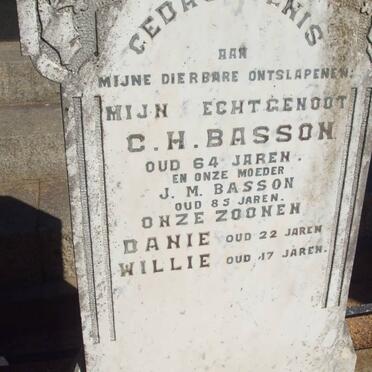 GEDACHTENIS
AAN
MIJNE DIERBARE ONTSLAPENEN:
MIJN ECHTGENOOT
C. H. BASSON
OUD 64 JAREN.
EN ONZE MOEDER
J. M. BASSON
OUD 85 JAREN.
ONZE ZOONEN
DANIE OUD 22 JAREN
WILLIE OUD 17 JAREN.